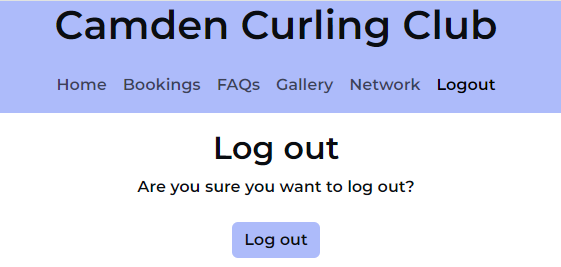 Camden Curling Club
Home Bookings FAQs Gallery Network Logout
Log out
Are you sure you want to log out?
Log out